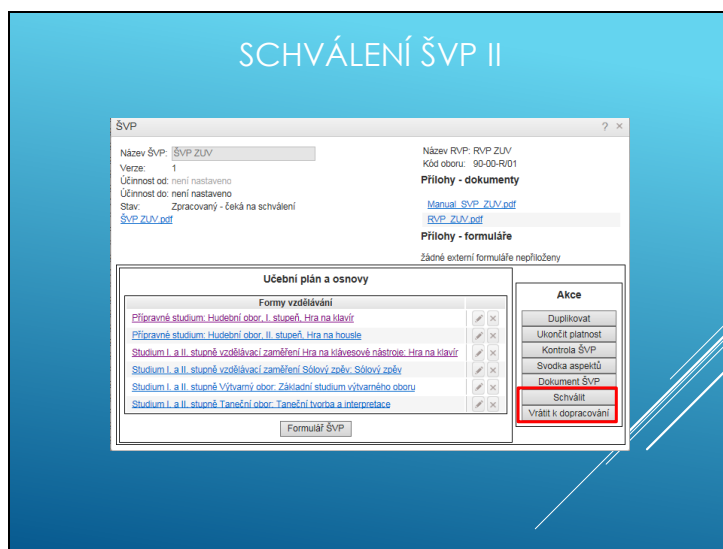 SCHVÁLENÍ ŠVP II
ŠVP
? ×
Název ŠVP: ŠVP ZUV
Verze: 1
Účinnost od: není nastaveno
Účinnost do: není nastaveno
Stav: Zpracovaný - čeká na schválení
ŠVP ZUV.pdf
Název RVP: RVP ZUV
Kód oboru: 90-00-R/01
Přílohy - dokumenty
Manual_SVP_ZUV.pdf
RVP_ZUV.pdf
Přílohy - formuláře
žádné externí formuláře nepřiloženy
Učební plán a osnovy
Formy vzdělávání
Přípravné studium: Hudební obor, I. stupeň, Hra na klavír
Přípravné studium: Hudební obor, II. stupeň, Hra na housle
Studium I. a II. stupně vzdělávací zaměření Hra na klávesové nástroje: Hra na klavír
Studium I. a II. stupně vzdělávací zaměření Sólový zpěv: Sólový zpěv
Studium I. a II. stupně Výtvarný obor: Základní studium výtvarného oboru
Studium I. a II. stupně Taneční obor: Taneční tvorba a interpretace
Formulář ŠVP
Akce
Duplikovat
Ukončit platnost
Kontrola ŠVP
Svodka aspektů
Dokument ŠVP
Schválit
Vrátit k dopracování